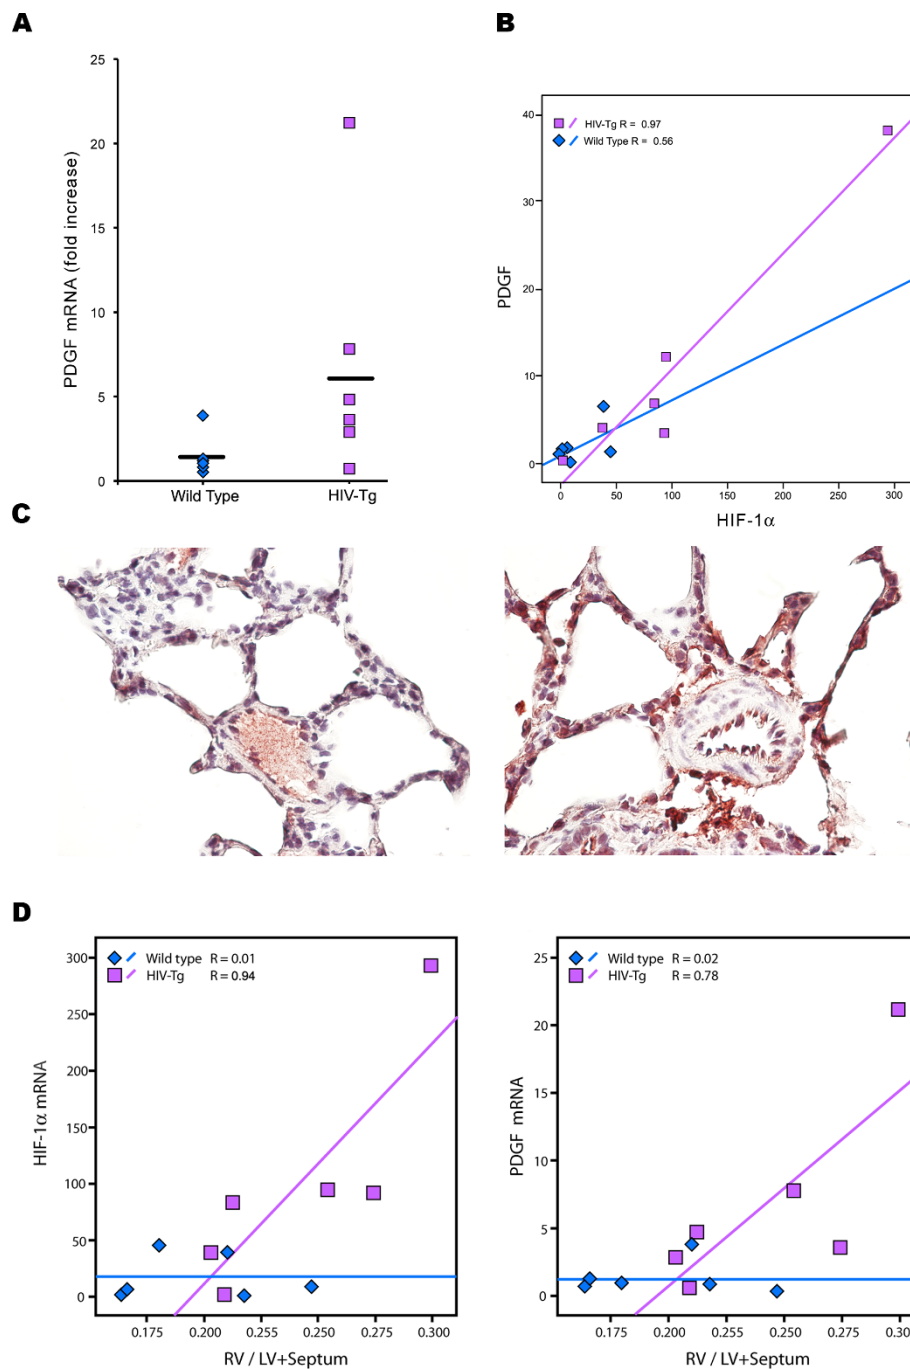 A
B
25
20
15
10
5
0
PDGF mRNA (fold increase)
Wild Type
HIV-Tg
HIV-Tg R = 0.97
Wild Type R = 0.56
40
30
20
10
0
PDGF
0
50
100
150
200
250
300
HIF-1α
C
D
Wild type R = 0.01
HIV-Tg R = 0.94
300
250
200
150
100
50
0
HIF-1α mRNA
0.175
0.200
0.255
0.250
0.275
0.300
RV / LV+Septum
Wild type R = 0.02
HIV-Tg R = 0.78
25
20
15
10
5
0
PDGF mRNA
0.175
0.200
0.255
0.250
0.275
0.30
RV / LV+Septum